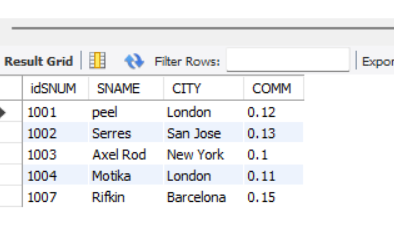 Result Grid Filter Rows: Expor
idSNUM SNAME CITY COMM
1001 peel London 0.12
1002 Serres San Jose 0.13
1003 Axel Rod New York 0.1
1004 Motika London 0.11
1007 Rifkin Barcelona 0.15